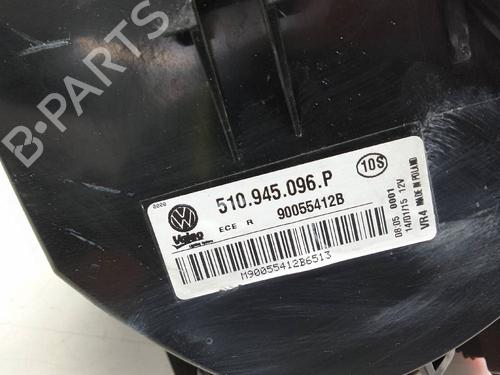 B-PARTS
0000
510.945.096.P
10S
Valeo
ECE R 90055412B
M90055412B6513
08:05 0001
14/01/15 12V
VR4 MADE IN POLAND